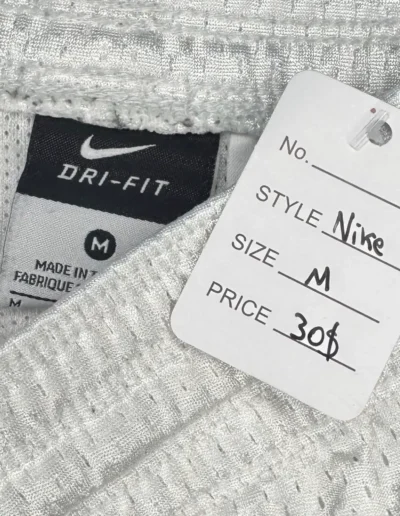 DRI-FIT
M
MADE IN
FABRIQUE
M
No.
STYLE Nike
SIZE M
PRICE 30$